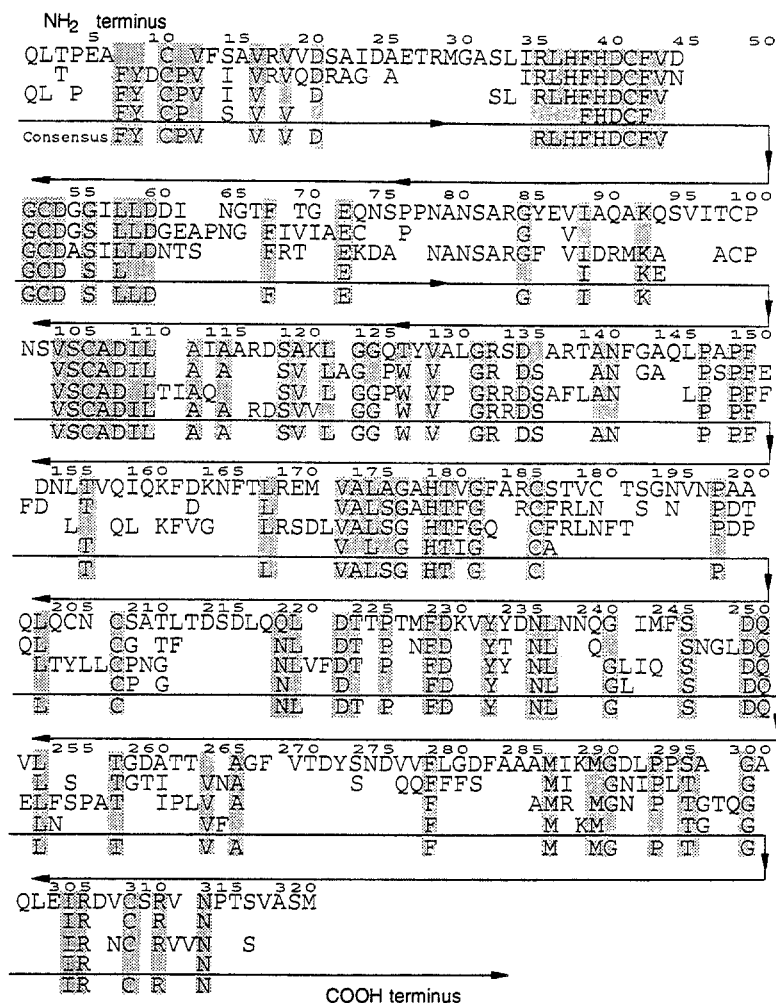 NH2 terminus
5 10 15 20 25 30 35 40 45 50
QLTPEA C VFSAVRVVDSAIDAETRMGASLIRLHFHDCFVD
T FYDCPV I VRVQDRAG A IRLHFHDCFVN
QL P FY CPV I V D SL RLHFHDCFV
FY CP S V V FHDCF
Consensus FY CPV V V D RLHFHDCFV
55 60 65 70 75 80 85 90 95 100
GCDGGILLDDI NGTF TG EQNSPPNANSARGYEVIAQAKQSVITCP
GCDGS LLDGEAPNG FIVIAEC P G V
GCDASILLDNTS FRT EKDA NANSARGF VIDRMKA ACP
GCD S L E I KE
GCD S LLD F E G I K
105 110 115 120 125 130 135 140 145 150
NSVSCADIL AIAARDSAKL GGQTYVALGRSD ARTANFGAQLPAPF
VSCADIL A A SV LAG PW V GR DS AN GA PSPFE
VSCAD LTIAQ SV L GGPW VP GRRDSAFLAN LP PFF
VSCADIL A A RDSVV GG W V GRRDS P PF
VSCADIL A A SV L GG W V GR DS AN P PF
155 160 165 170 175 185 180 195 200
DNLTVQIQKFDKNFTLREM VALAGAHTVGFARCSTVC TSGNVNPAA
FD T D L VALSGAHTFG RCFRLN S N PDT
L QL KFVG LRSDLVALSG HTFGQ CFRLNFT PDP
T V L G HTIG CA
T L VALSG HT G C P
205 210 215 220 225 230 235 240 245 250
QLQCN CSATLTDSDLQQL DTTPTMFDKVYYDNLNNQG IMFS DQ
QL CG TF NL DT P NFD YT NL Q SNGLDQ
LTYLLCPNG NLVFDT P FD YY NL GLIQ S DQ
CP G N D FD Y NL GL S DQ
L C NL DT P FD Y NL G S DQ
255 260 265 270 275 280 285 290 295 300
VL TGDATT AGF VTDYSNDVVFLGDFAAAMIKMGDLPPSA GA
L S TGTI VNA S QQFFFS MI GNIPLT G
ELFSPAT IPLV A F AMR MGN P TGTQG
LN VF F M KM TG G
L T V A F M MG P T G
305 310 315 320
QLEIRDVCSRV NPTSVASM
IR C R N
IR NC RVVN S
IR N
IR C R N
COOH terminus